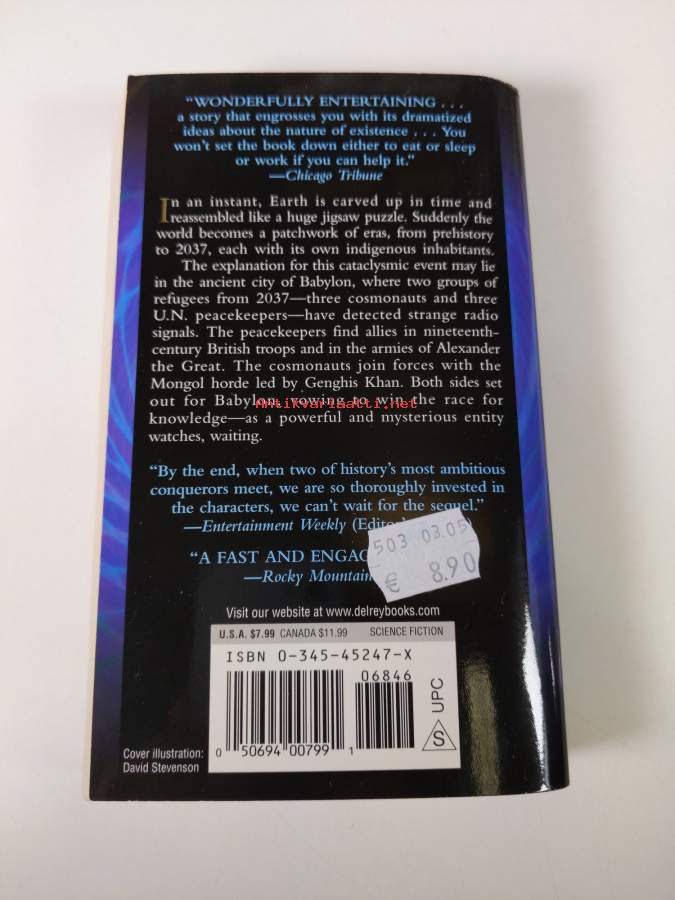 “WONDERFULLY ENTERTAINING . . .
a story that engrosses you with its dramatized
ideas about the nature of existence . . . You
won’t set the book down either to eat or sleep
or work if you can help it.”
—Chicago Tribune
In an instant, Earth is carved up in time and
reassembled like a huge jigsaw puzzle. Suddenly the
world becomes a patchwork of eras, from prehistory
to 2037, each with its own indigenous inhabitants.
The explanation for this cataclysmic event may lie
in the ancient city of Babylon, where two groups of
refugees from 2037—three cosmonauts and three
U.N. peacekeepers—have detected strange radio
signals. The peacekeepers find allies in nineteenth-
century British troops and in the armies of Alexander
the Great. The cosmonauts join forces with the
Mongol horde led by Genghis Khan. Both sides set
out for Babylon, vowing to win the race for
Antikvariaatti.net
knowledge—as a powerful and mysterious entity
watches, waiting.
“By the end, when two of history’s most ambitious
conquerors meet, we are so thoroughly invested in
the characters, we can’t wait for the sequel.”
—Entertainment Weekly
503 03.05
€ 8.90
“A FAST AND
—Rocky Mountain
Visit our website at www.delreybooks.com
U.S.A. $7.99 CANADA $11.99 SCIENCE FICTION
ISBN 0-345-45247-X
06846
0 50694 00799 1
S UPC
Cover illustration:
David Stevenson